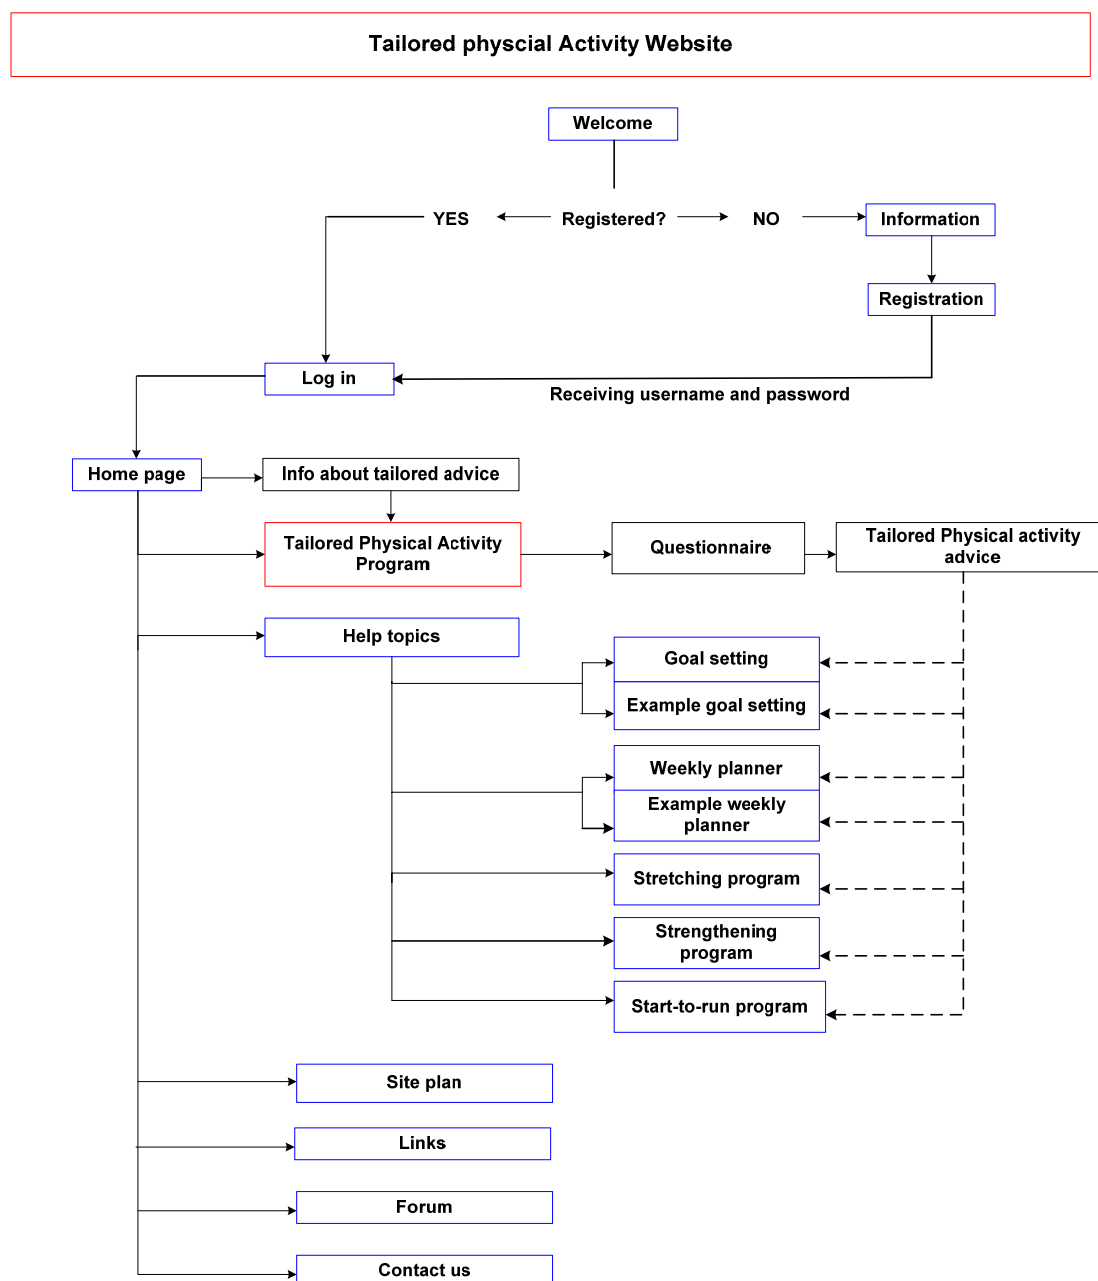 Tailored physcial Activity Website
Welcome
YES
Registered?
NO
Information
Registration
Log in
Receiving username and password
Home page
Info about tailored advice
Tailored Physical Activity
Program
Questionnaire
Tailored Physical activity
advice
Help topics
Goal setting
Example goal setting
Weekly planner
Example weekly
planner
Stretching program
Strengthening
program
Start-to-run program
Site plan
Links
Forum
Contact us